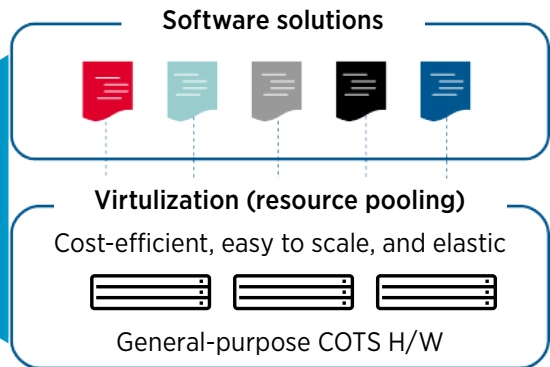 Software solutions
Virtulization (resource pooling)
Cost-efficient, easy to scale, and elastic
General-purpose COTS H/W